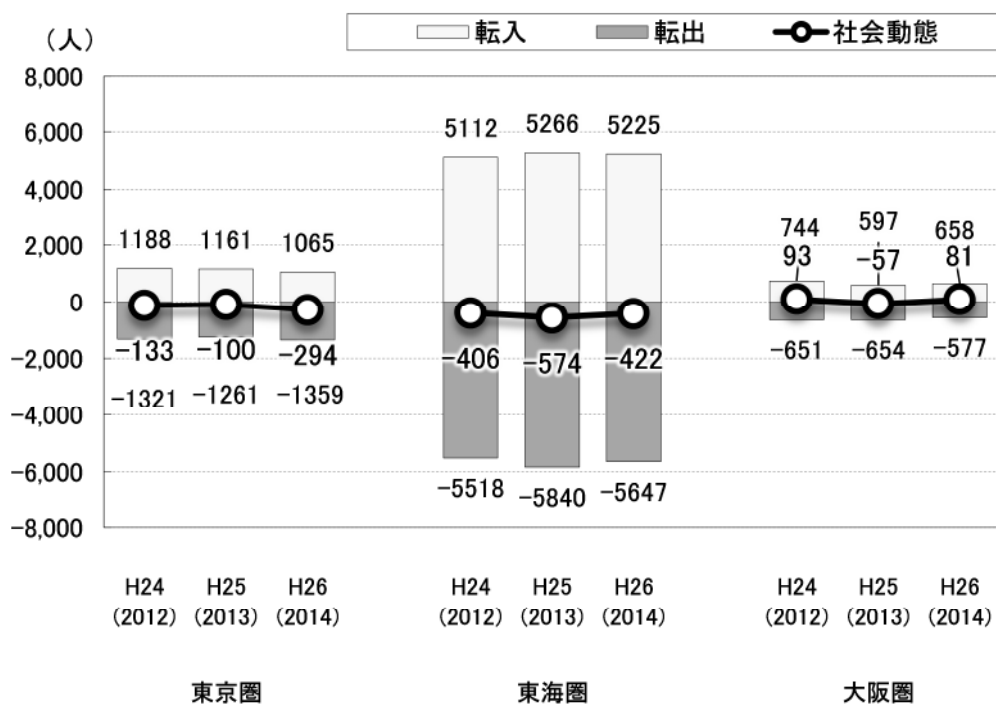 (人)
転入 転出 社会動態
8,000
6,000
4,000
2,000
0
-2,000
-4,000
-6,000
-8,000
1188 1161 1065
-133 -100 -294
-1321 -1261 -1359
5112 5266 5225
-406 -574 -422
-5518 -5840 -5647
744 597 658
93 -57 81
-651 -654 -577
H24 H25 H26 H24 H25 H26 H24 H25 H26
(2012) (2013) (2014) (2012) (2013) (2014) (2012) (2013) (2014)
東京圏 東海圏 大阪圏